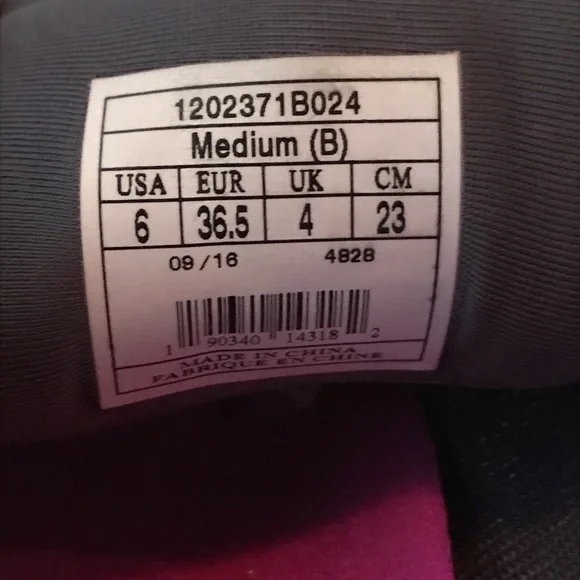 1202371B024
Medium (B)
USA EUR UK CM
6 36.5 4 23
09/16 4828
1 90340 14318 2
MADE IN CHINA
FABRIQUE EN CHINE